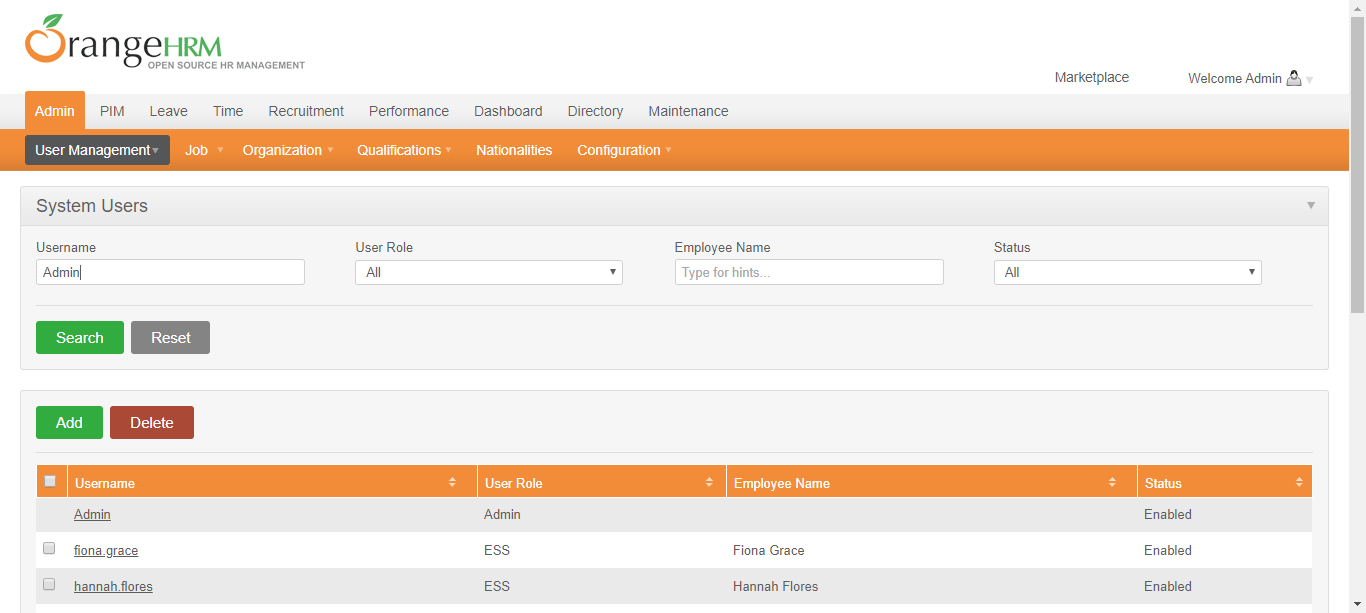 OrangeHRM
OPEN SOURCE HR MANAGEMENT
Marketplace Welcome Admin
Admin PIM Leave Time Recruitment Performance Dashboard Directory Maintenance
User Management Job Organization Qualifications Nationalities Configuration
System Users
Username User Role Employee Name Status
Admin All Type for hints... All
Search Reset
Add Delete
Username User Role Employee Name Status
Admin Admin Enabled
fiona.grace ESS Fiona Grace Enabled
hannah.flores ESS Hannah Flores Enabled